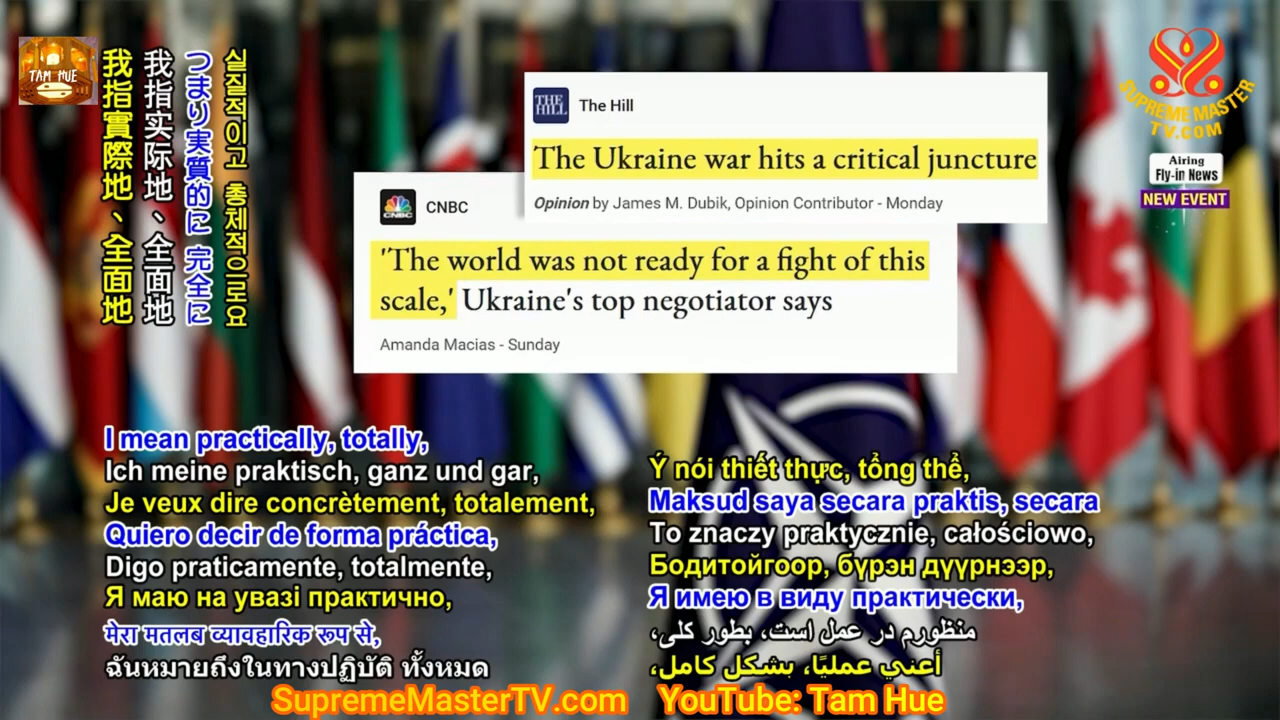 TAM HUE
我指實際地、全面地
我指实际地、全面地
つまり実質的に 完全に
실질적이고 총체적으로요
THE HILL
The Hill
The Ukraine war hits a critical juncture
Opinion by James M. Dubik, Opinion Contributor - Monday
CNBC
CNBC
'The world was not ready for a fight of this
scale,' Ukraine's top negotiator says
Amanda Macias - Sunday
SUPREME MASTER
TV.COM
Airing
Fly-in News
NEW EVENT
I mean practically, totally,
Ich meine praktisch, ganz und gar,
Je veux dire concrètement, totalement,
Quiero decir de forma práctica,
Digo praticamente, totalmente,
Я маю на увазі практично,
मेरा मतलब व्यावहारिक रूप से,
ฉันหมายถึงในทางปฏิบัติ ทั้งหมด
Ý nói thiết thực, tổng thể,
Maksud saya secara praktis, secara
To znaczy praktycznie, całościowo,
Бодитойгоор, бүрэн дүүрнээр,
Я имею в виду практически,
منظورم در عمل است، بطور کلی،
أعني عمليًا، بشكل كامل،
SupremeMasterTV.com YouTube: Tam Hue